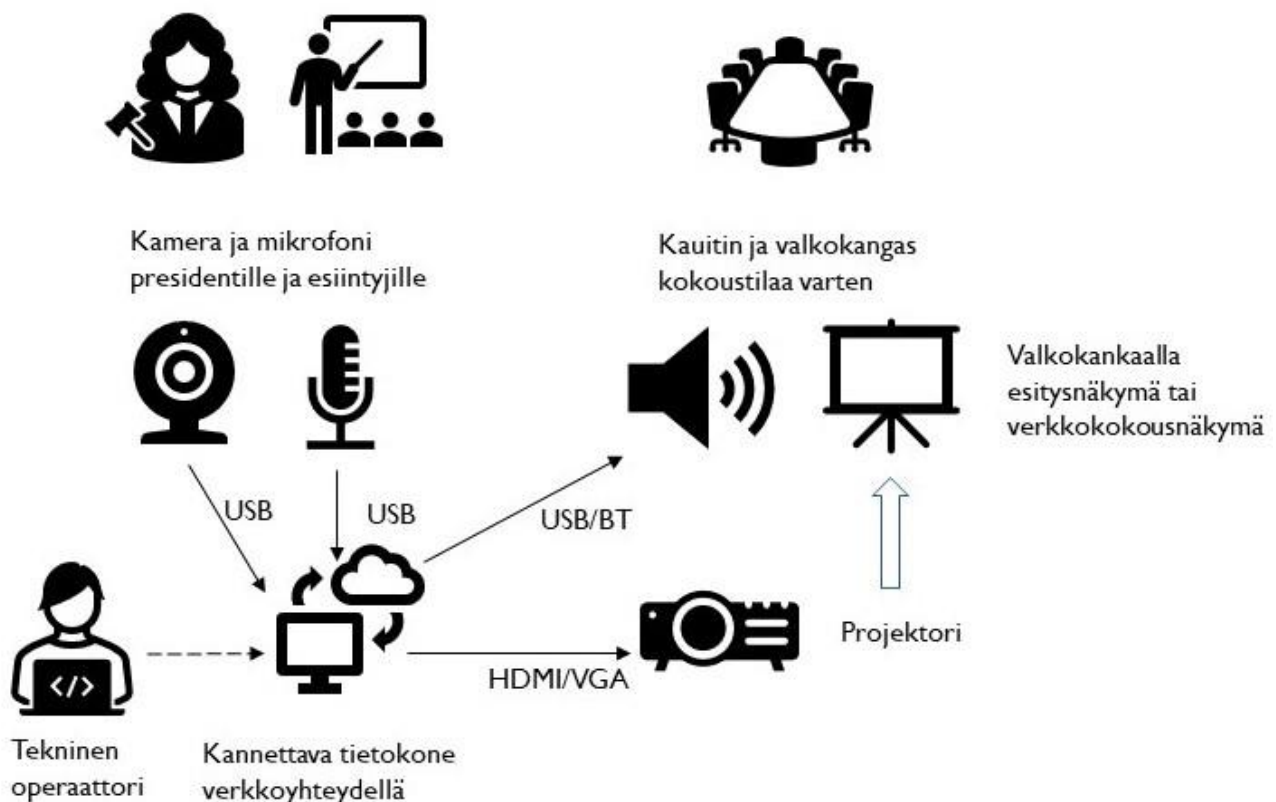 Kamera ja mikrofoni
presidentille ja esiintyjille
Kauitin ja valkokangas
kokoustilaa varten
Valkokankaalla
esitysnäkymä tai
verkkokokousnäkymä
USB
USB
USB/BT
HDMI/VGA
Projektori
</>
Tekninen
operaattori
Kannettava tietokone
verkkoyhteydellä